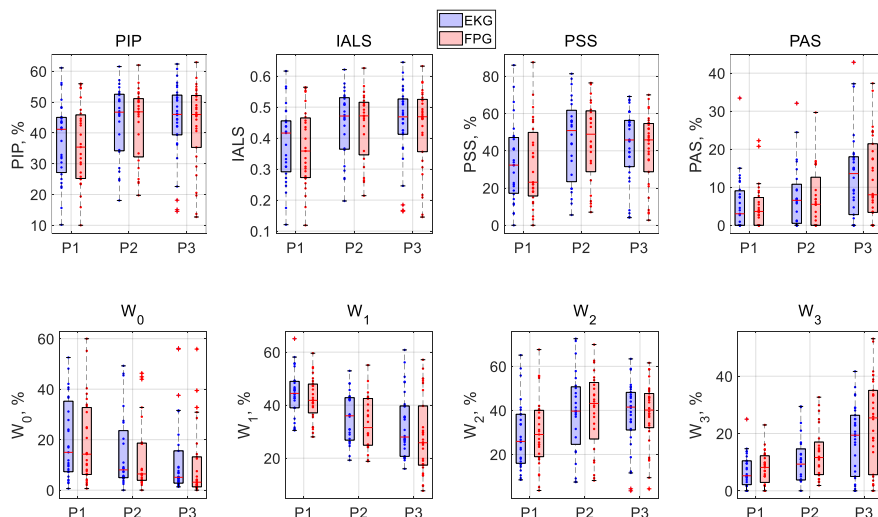 EKG
FPG
PIP
IALS
PSS
PAS
PIP, %
60
50
40
30
20
10
P1 P2 P3
IALS
0.6
0.5
0.4
0.3
0.2
0.1
P1 P2 P3
PSS, %
80
60
40
20
0
P1 P2 P3
PAS, %
40
30
20
10
0
P1 P2 P3
W0
W1
W2
W3
W0, %
60
40
20
0
P1 P2 P3
W1, %
60
40
20
P1 P2 P3
W2, %
60
40
20
P1 P2 P3
W3, %
40
20
0
P1 P2 P3